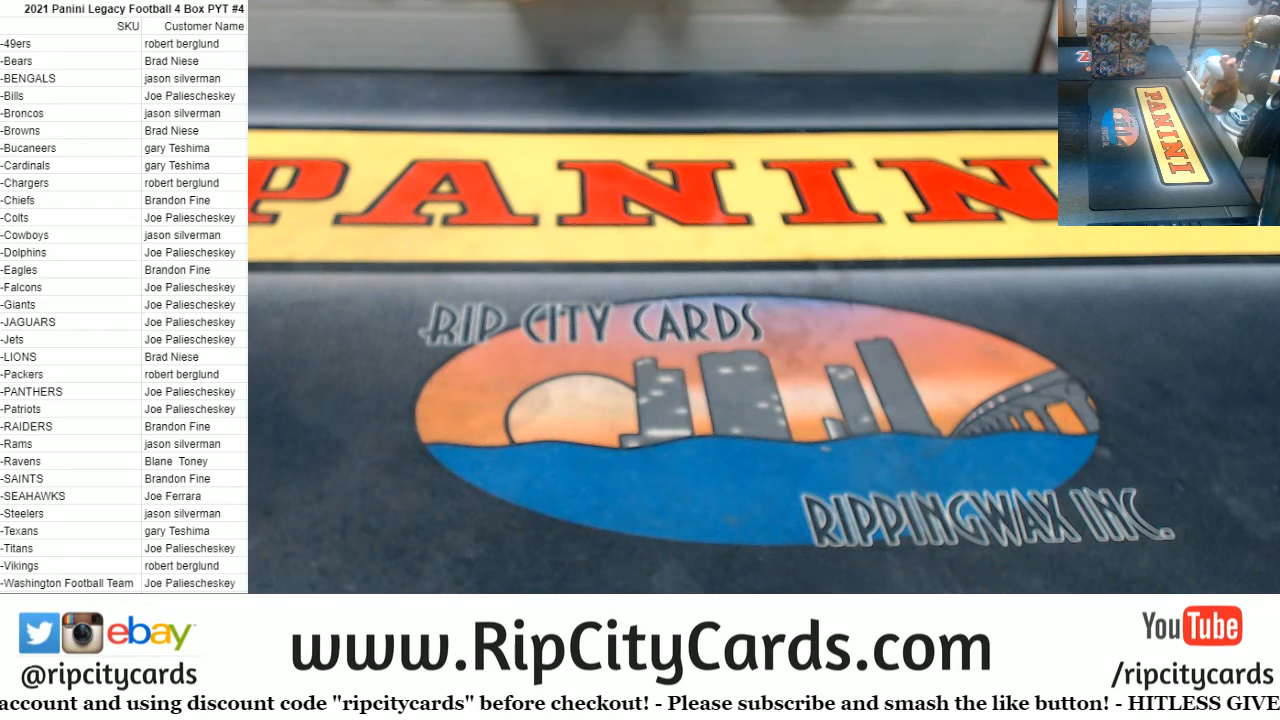 2021 Panini Legacy Football 4 Box PYT #4
SKU Customer Name
-49ers robert berglund
-Bears Brad Niese
-BENGALS jason silverman
-Bills Joe Paliescheskey
-Broncos jason silverman
-Browns Brad Niese
-Bucaneers gary Teshima
-Cardinals gary Teshima
-Chargers robert berglund
-Chiefs Brandon Fine
-Colts Joe Paliescheskey
-Cowboys jason silverman
-Dolphins Joe Paliescheskey
-Eagles Brandon Fine
-Falcons Joe Paliescheskey
-Giants Joe Paliescheskey
-JAGUARS Joe Paliescheskey
-Jets Joe Paliescheskey
-LIONS Brad Niese
-Packers robert berglund
-PANTHERS Joe Paliescheskey
-Patriots Joe Paliescheskey
-RAIDERS Brandon Fine
-Rams jason silverman
-Ravens Blane Toney
-SAINTS Brandon Fine
-SEAHAWKS Joe Ferrara
-Steelers jason silverman
-Texans gary Teshima
-Titans Joe Paliescheskey
-Vikings robert berglund
-Washington Football Team Joe Paliescheskey
PANIN
RIP CITY CARDS
RIPPINGWAX INC.
PANINI
ebay
@ripcitycards
www.RipCityCards.com
YouTube
/ripcitycards
account and using discount code "ripcitycards" before checkout! - Please subscribe and smash the like button! - HITLESS GIVE